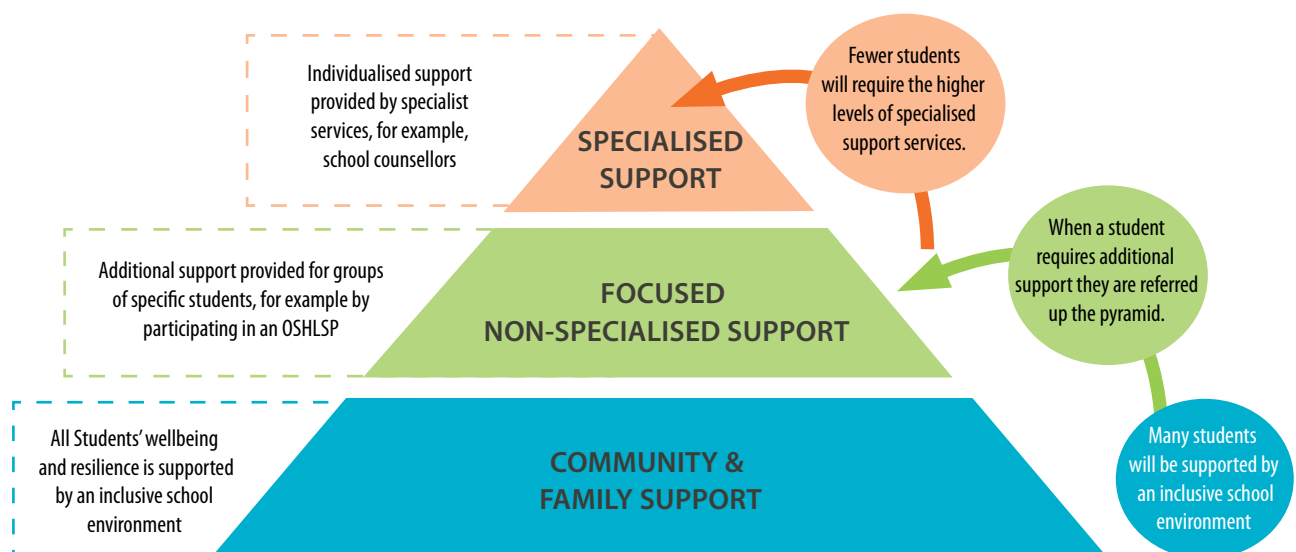 Individualised support
provided by specialist
services, for example,
school counsellors
SPECIALISED
SUPPORT
Fewer students
will require the higher
levels of specialised
support services.
Additional support provided for groups
of specific students, for example by
participating in an OSHLSP
FOCUSED
NON-SPECIALISED SUPPORT
When a student
requires additional
support they are referred
up the pyramid.
All Students’ wellbeing
and resilience is supported
by an inclusive school
environment
COMMUNITY &
FAMILY SUPPORT
Many students
will be supported by
an inclusive school
environment